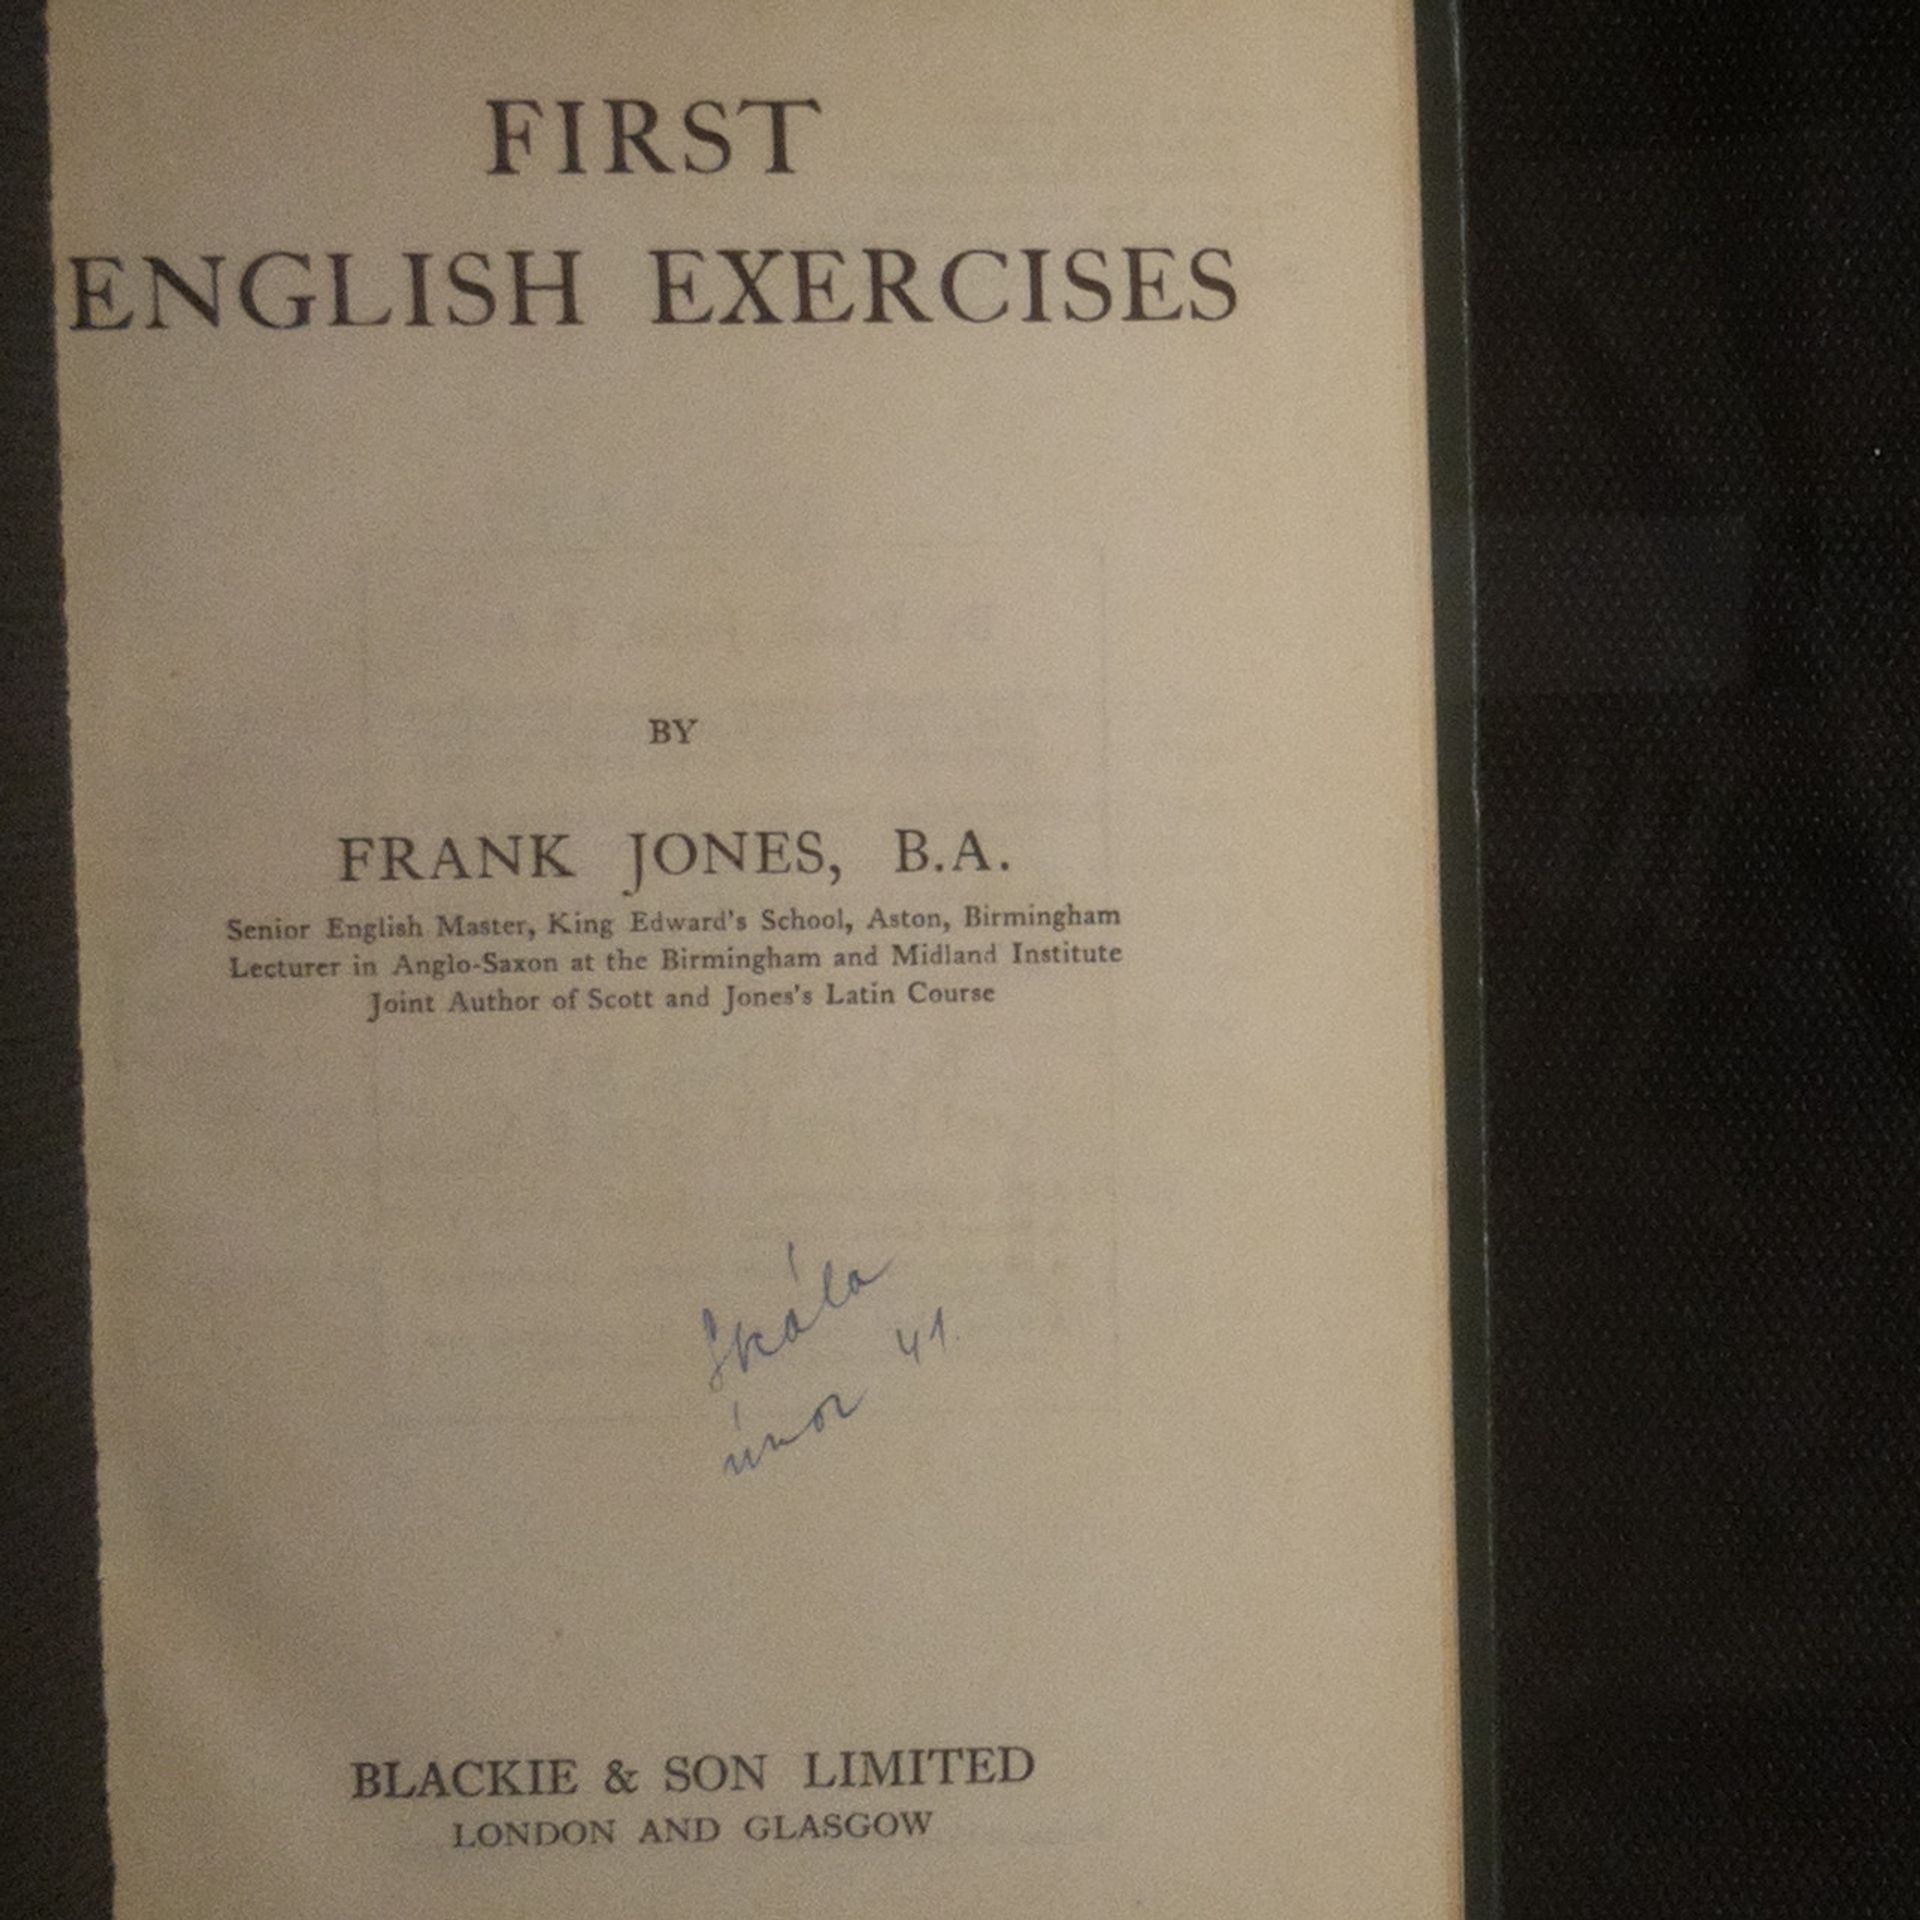 FIRST
ENGLISH EXERCISES
BY
FRANK JONES, B.A.
Senior English Master, King Edward's School, Aston, Birmingham
Lecturer in Anglo-Saxon at the Birmingham and Midland Institute
Joint Author of Scott and Jones's Latin Course
Skála
únor 41.
BLACKIE & SON LIMITED
LONDON AND GLASGOW